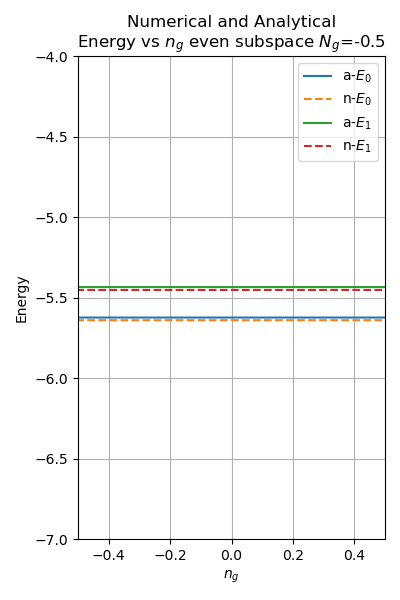 Numerical and Analytical
Energy vs $n_g$ even subspace $N_g$=-0.5
a-$E_0$
n-$E_0$
a-$E_1$
n-$E_1$
Energy
−4.0
−4.5
−5.0
−5.5
−6.0
−6.5
−7.0
−0.4 −0.2 0.0 0.2 0.4
$n_g$